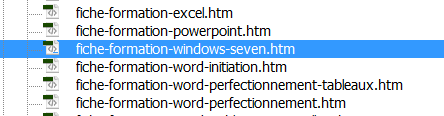 fiche-formation-excel.htm
fiche-formation-powerpoint.htm
fiche-formation-windows-seven.htm
fiche-formation-word-initiation.htm
fiche-formation-word-perfectionnement-tableaux.htm
fiche-formation-word-perfectionnement.htm